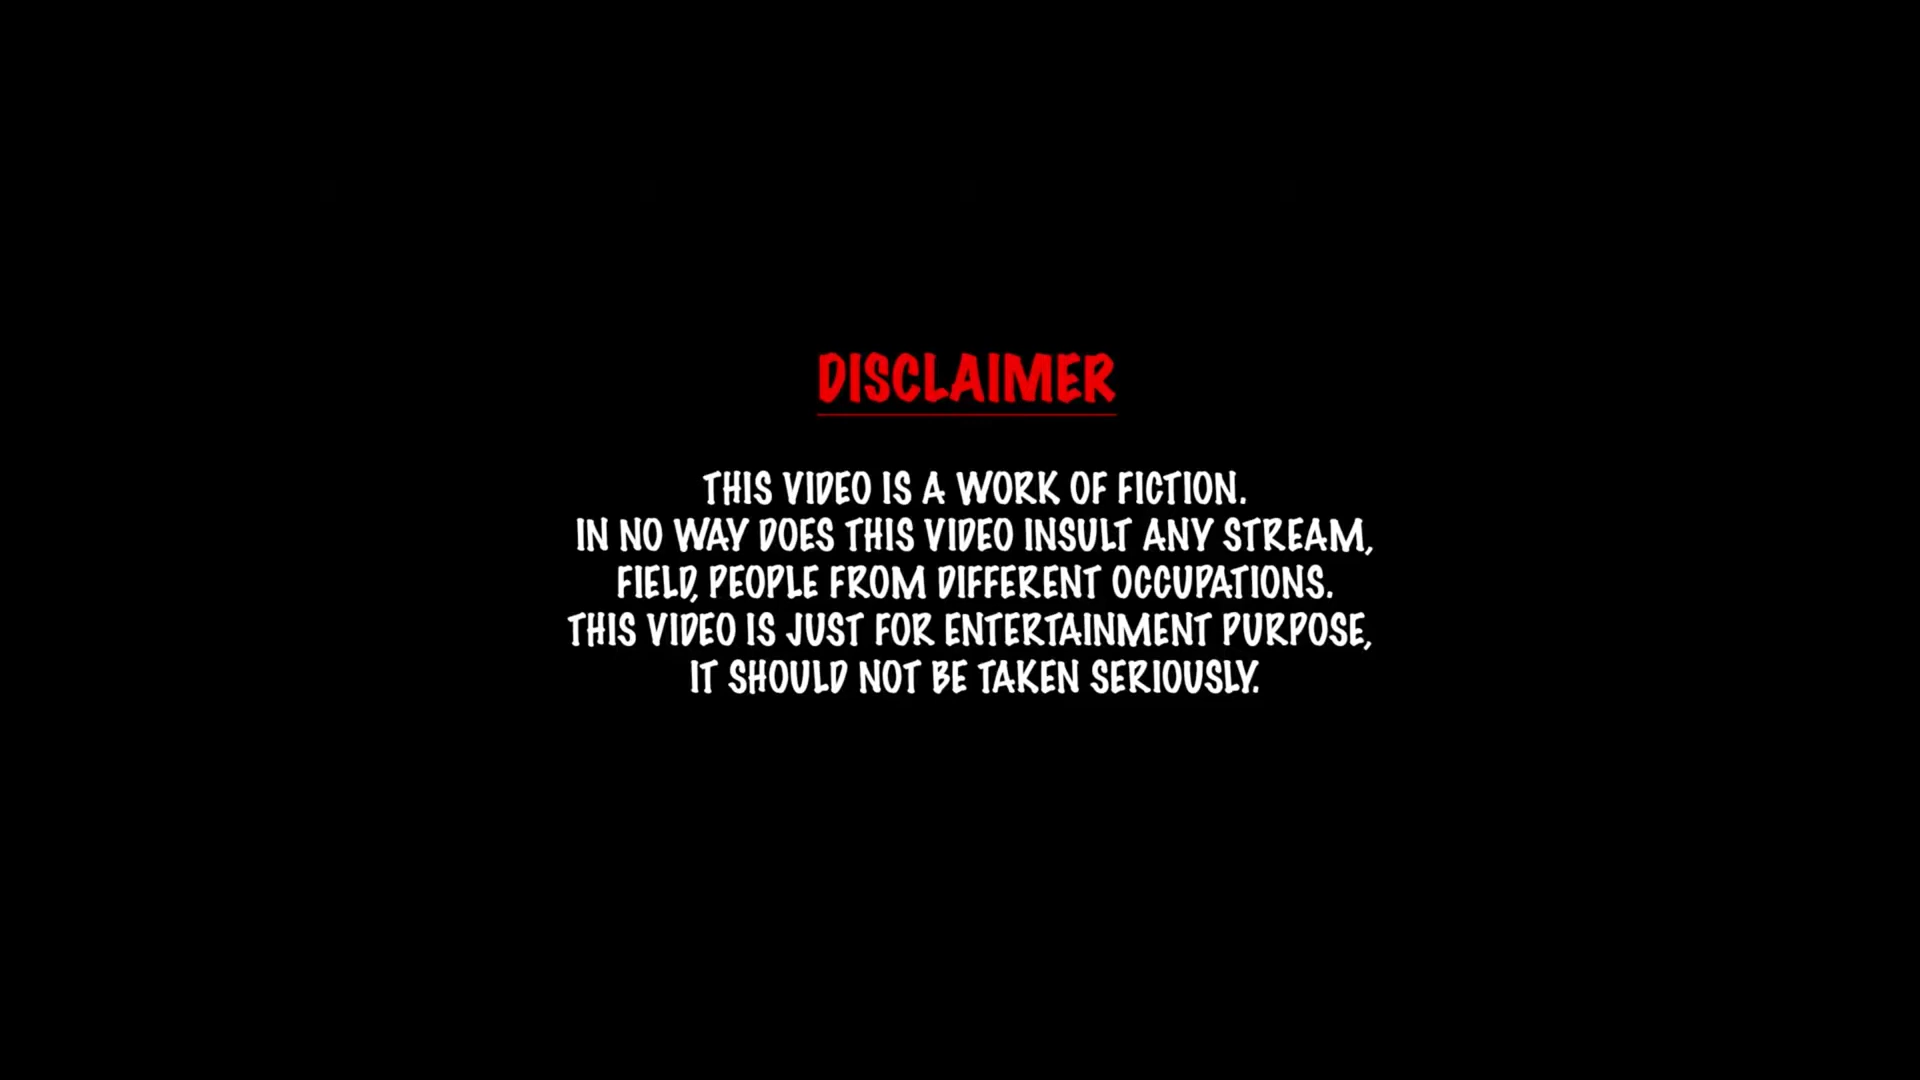 DISCLAIMER
THIS VIDEO IS A WORK OF FICTION.
IN NO WAY DOES THIS VIDEO INSULT ANY STREAM,
FIELD, PEOPLE FROM DIFFERENT OCCUPATIONS.
THIS VIDEO IS JUST FOR ENTERTAINMENT PURPOSE,
IT SHOULD NOT BE TAKEN SERIOUSLY.